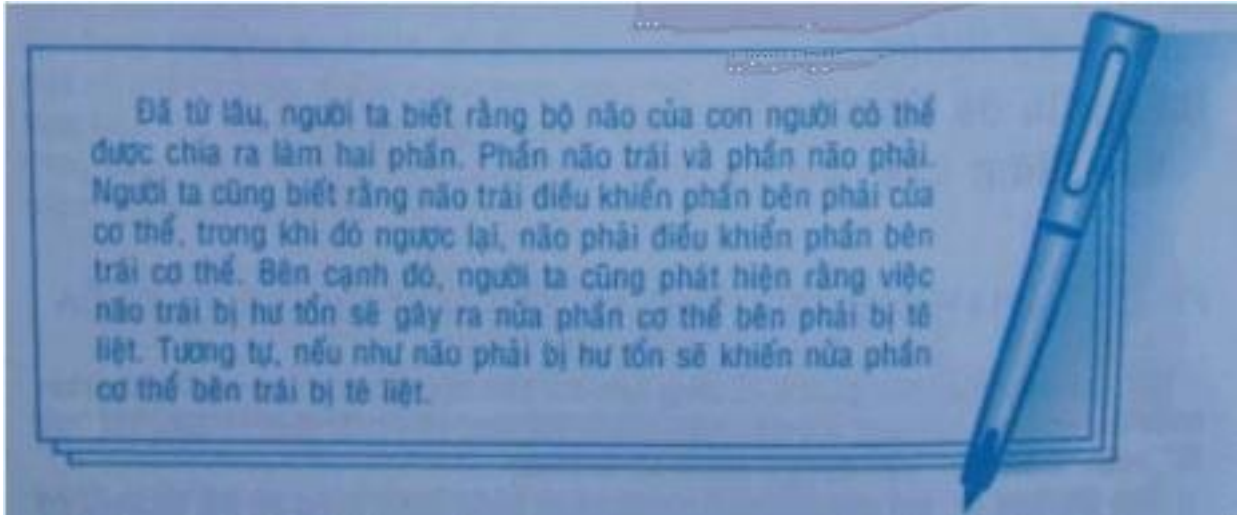 Đã từ lâu, người ta biết rằng bộ não của con người có thể
được chia ra làm hai phần. Phần não trái và phần não phải.
Người ta cũng biết rằng não trái điều khiển phần bên phải của
cơ thể, trong khi đó ngược lại, não phải điều khiển phần bên
trái cơ thể. Bên cạnh đó, người ta cũng phát hiện rằng việc
não trái bị hư tổn sẽ gây ra nửa phần cơ thể bên phải bị tê
liệt. Tương tự, nếu như não phải bị hư tổn sẽ khiến nửa phần
cơ thể bên trái bị tê liệt.